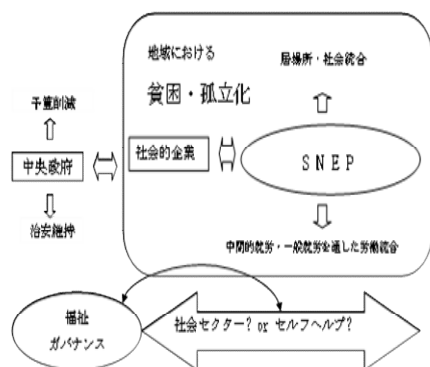 地域における
貧困・孤立化
居場所・社会統合
予算削減
中央政府
社会的企業
SNEP
治安維持
中間的就労・一般就労を通した労働統合
福祉
ガバナンス
社会セクター? or セルフヘルプ?